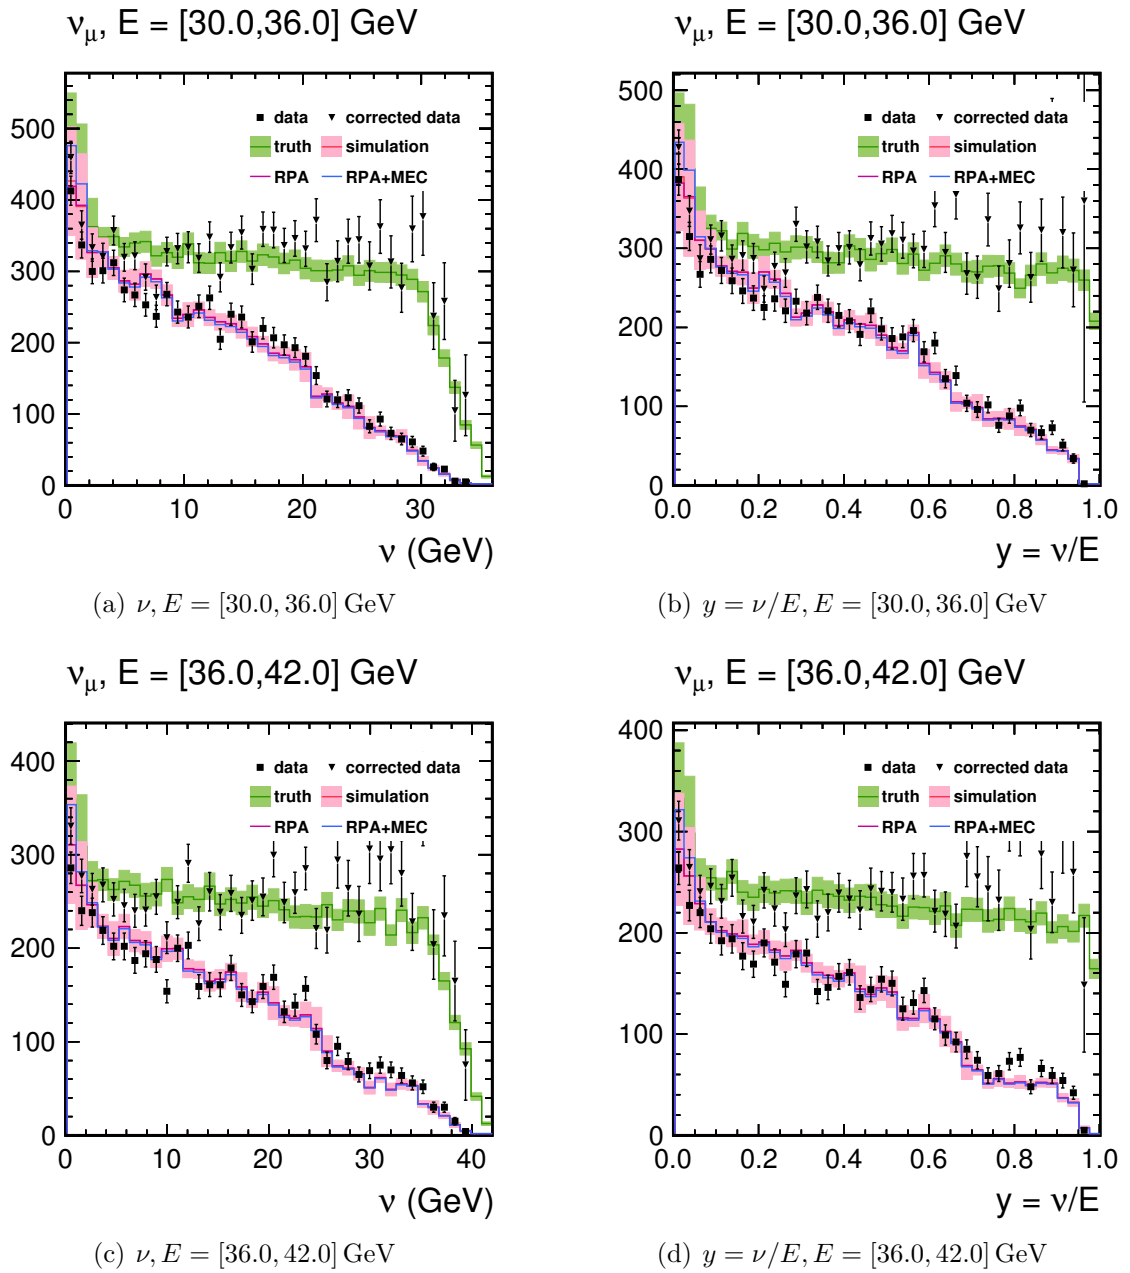 νμ, E = [30.0,36.0] GeV
500
400
300
200
100
0
0 10 20 30
ν (GeV)
data corrected data
truth simulation
RPA RPA+MEC
(a) ν, E = [30.0, 36.0] GeV
νμ, E = [30.0,36.0] GeV
500
400
300
200
100
0
0.0 0.2 0.4 0.6 0.8 1.0
y = ν/E
data corrected data
truth simulation
RPA RPA+MEC
(b) y = ν/E, E = [30.0, 36.0] GeV
νμ, E = [36.0,42.0] GeV
400
300
200
100
0
0 10 20 30 40
ν (GeV)
data corrected data
truth simulation
RPA RPA+MEC
(c) ν, E = [36.0, 42.0] GeV
νμ, E = [36.0,42.0] GeV
400
300
200
100
0
0.0 0.2 0.4 0.6 0.8 1.0
y = ν/E
data corrected data
truth simulation
RPA RPA+MEC
(d) y = ν/E, E = [36.0, 42.0] GeV